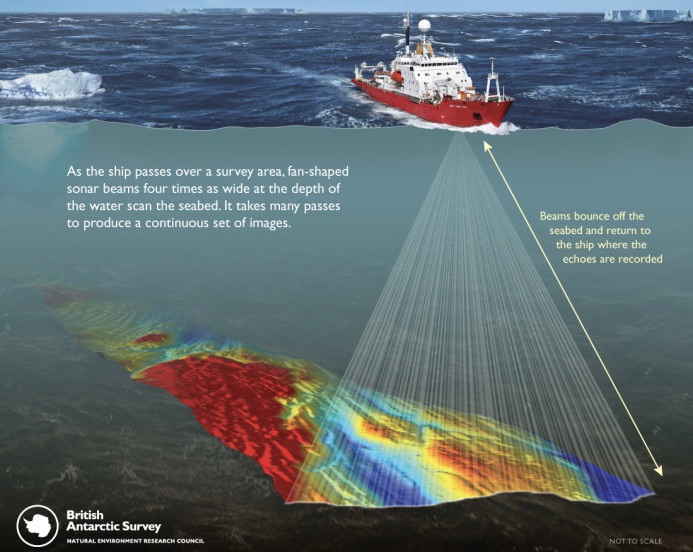 As the ship passes over a survey area, fan-shaped
sonar beams four times as wide at the depth of
the water scan the seabed. It takes many passes
to produce a continuous set of images.
Beams bounce off the
seabed and return to
the ship where the
echoes are recorded
British
Antarctic Survey
NATURAL ENVIRONMENT RESEARCH COUNCIL
NOT TO SCALE